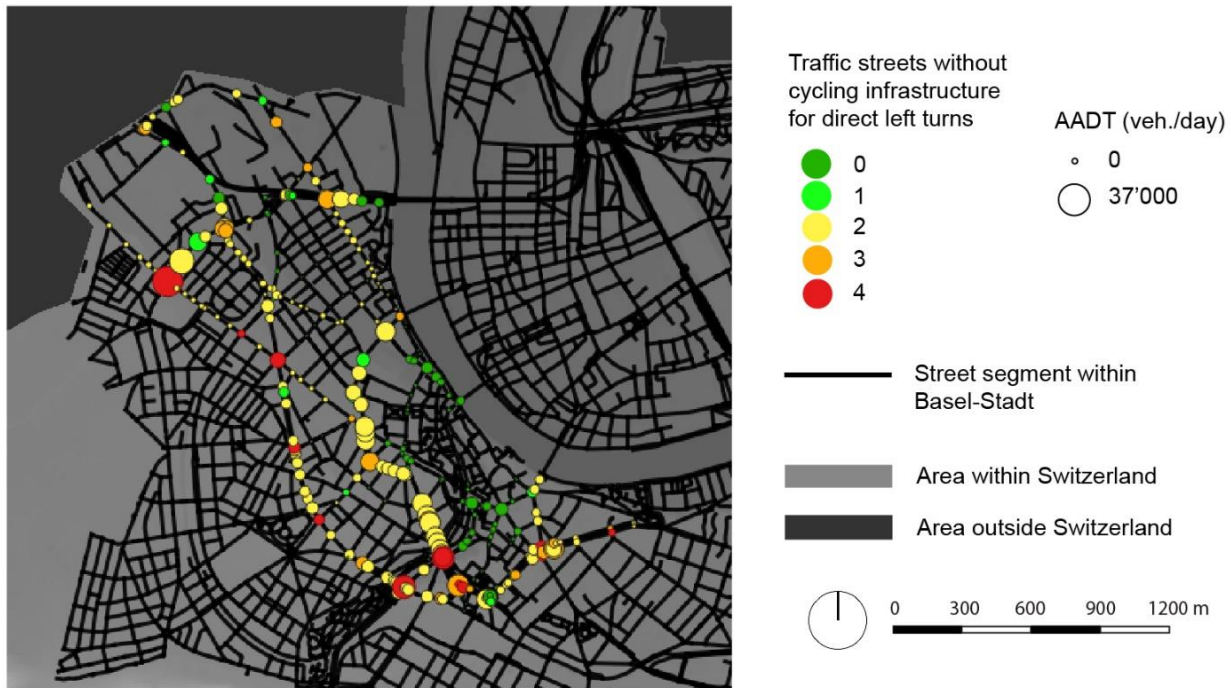 Traffic streets without
cycling infrastructure
for direct left turns
0
1
2
3
4
AADT (veh./day)
0
37’000
Street segment within
Basel-Stadt
Area within Switzerland
Area outside Switzerland
0 300 600 900 1200 m